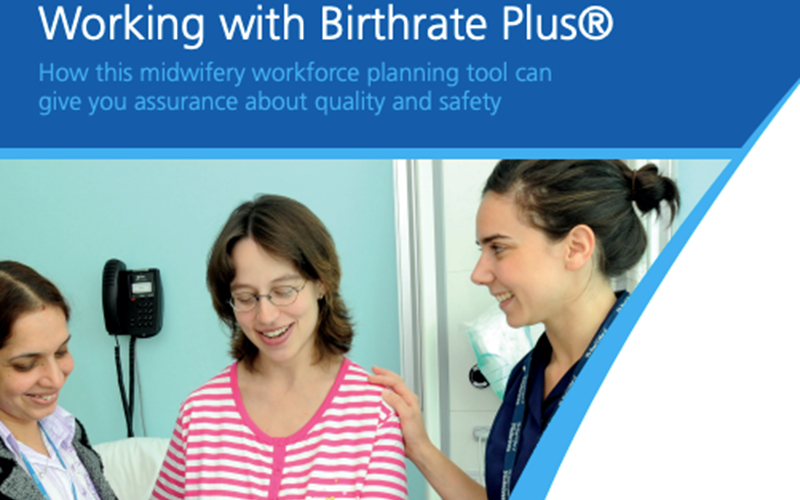 Working with Birthrate Plus®
How this midwifery workforce planning tool can
give you assurance about quality and safety